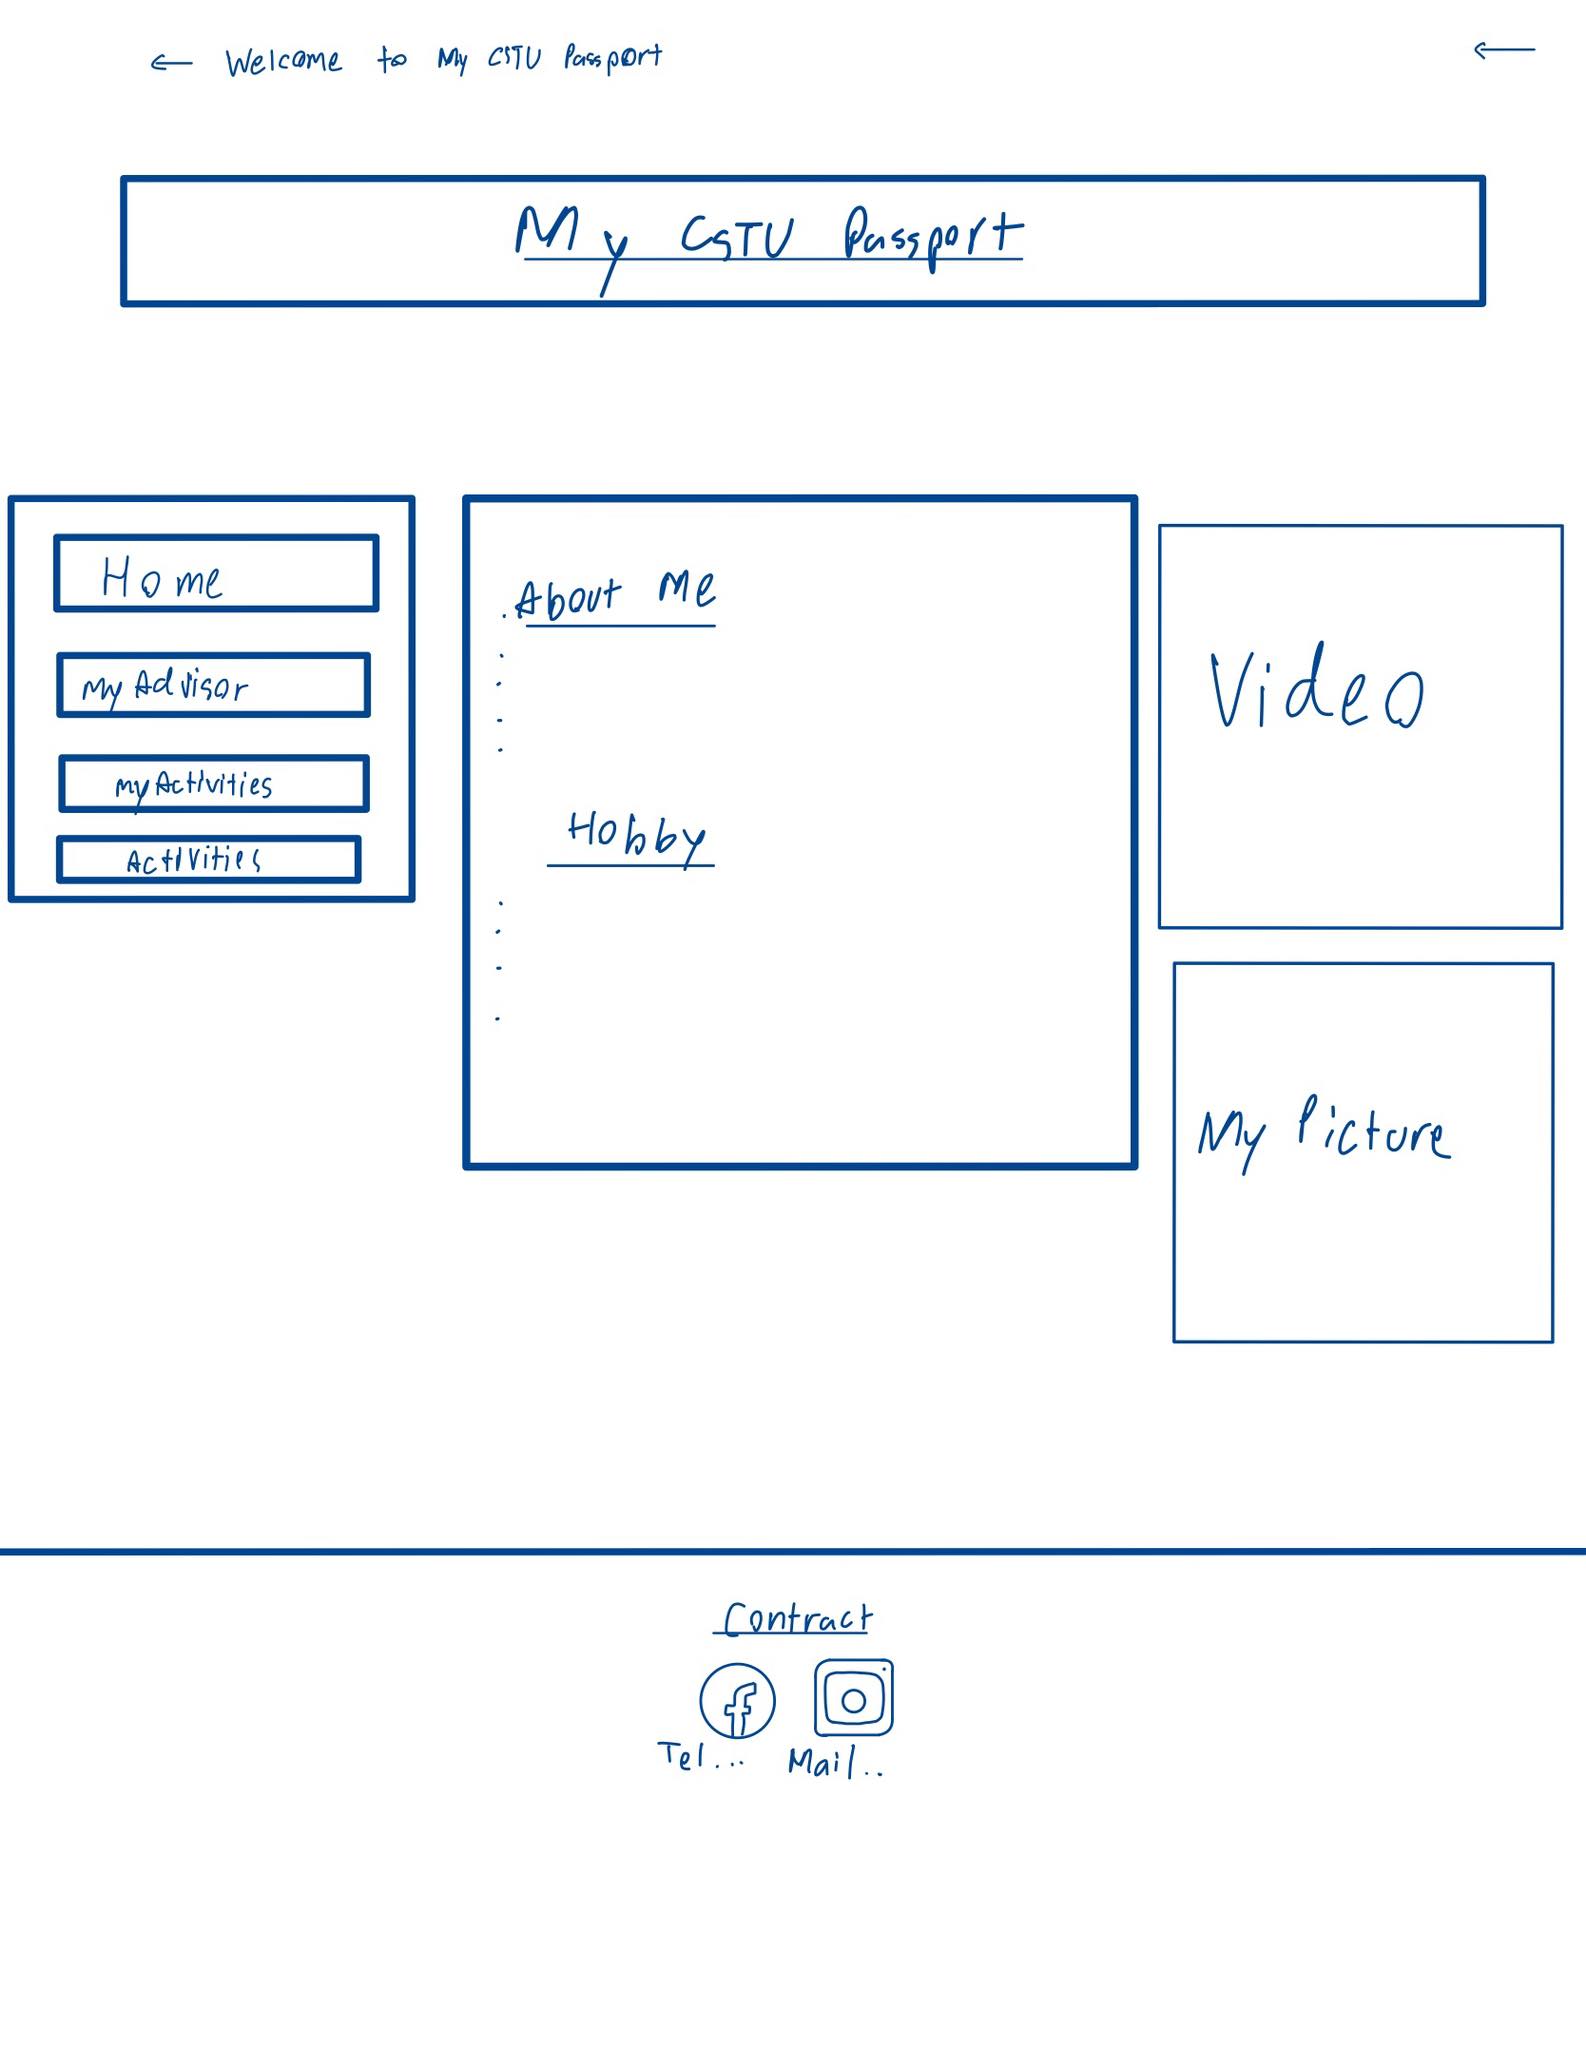 Welcome to My CSTU Passport
My CSTU Passport
Home
my Advisor
my Activities
Activities
About Me
Hobby
Video
My Picture
Contract
f
Tel... Mail..